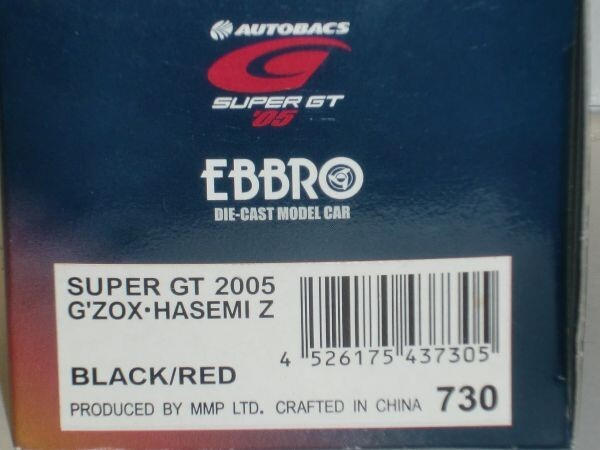 AUTOBACS
SUPER GT
'05
EBBRO
DIE-CAST MODEL CAR
SUPER GT 2005
G'ZOX·HASEMI Z
4 526175 437305
BLACK/RED
PRODUCED BY MMP LTD. CRAFTED IN CHINA 730